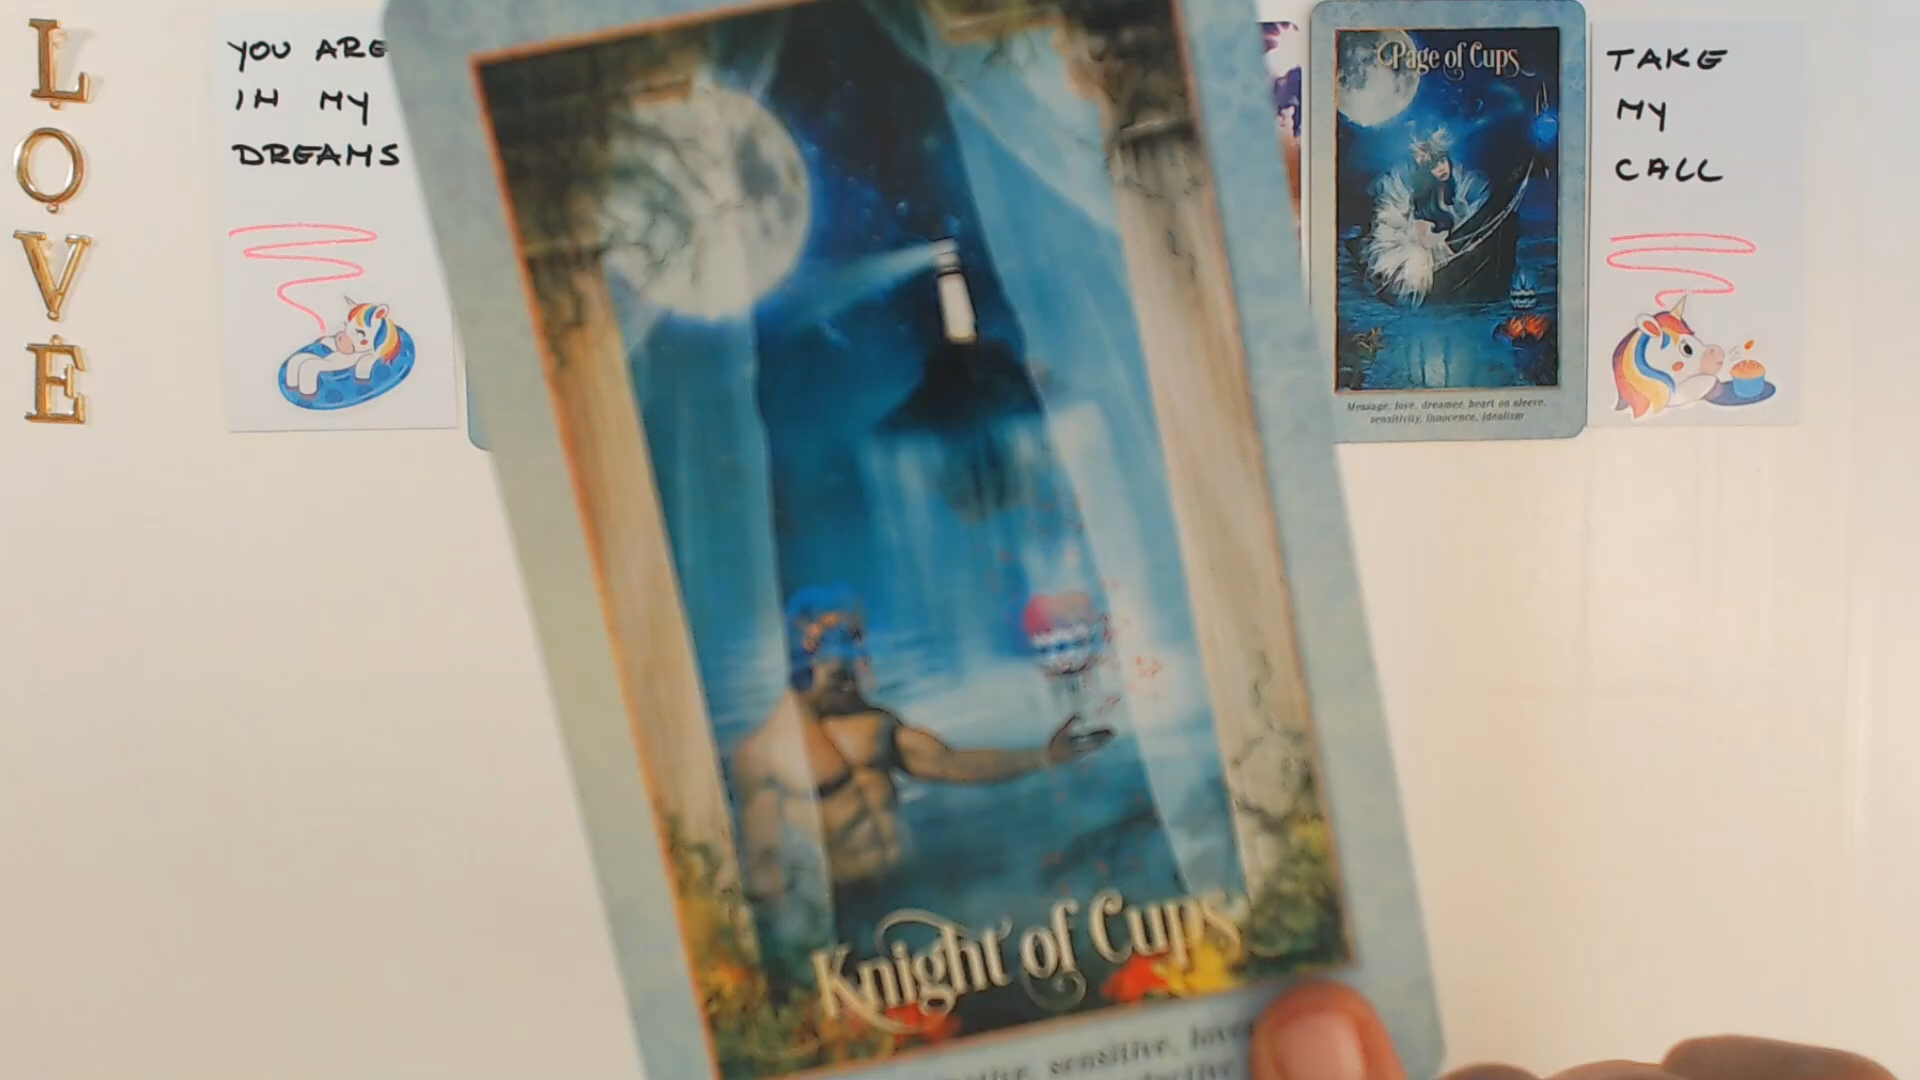 LOVE
YOU ARE
IN MY
DREAMS
Page of Cups
Message, love, dreamer, heart on sleeve,
sensitivity, innocence, idealism
TAKE
MY
CALL
Knight of Cups
sensitive,